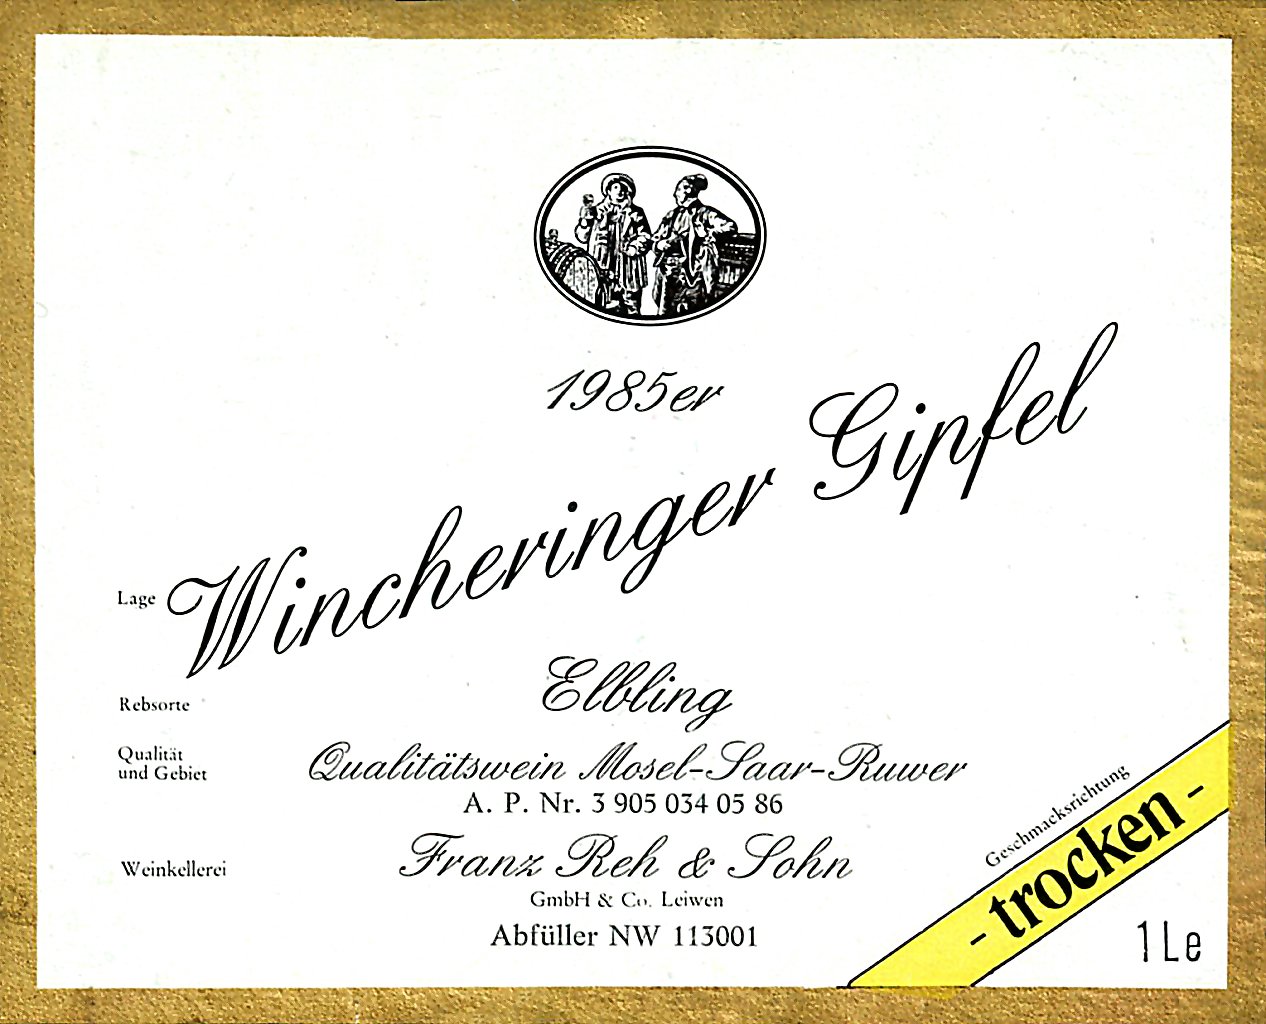 1985er
Lage Wincheringer Gipfel
Rebsorte Elbling
Qualität
und Gebiet Qualitätswein Mosel-Saar-Ruwer
A. P. Nr. 3 905 034 05 86
Weinkellerei Franz Reh & Sohn
GmbH & Co. Leiwen
Abfüller NW 113001
Geschmacksrichtung
- trocken -
1 L e